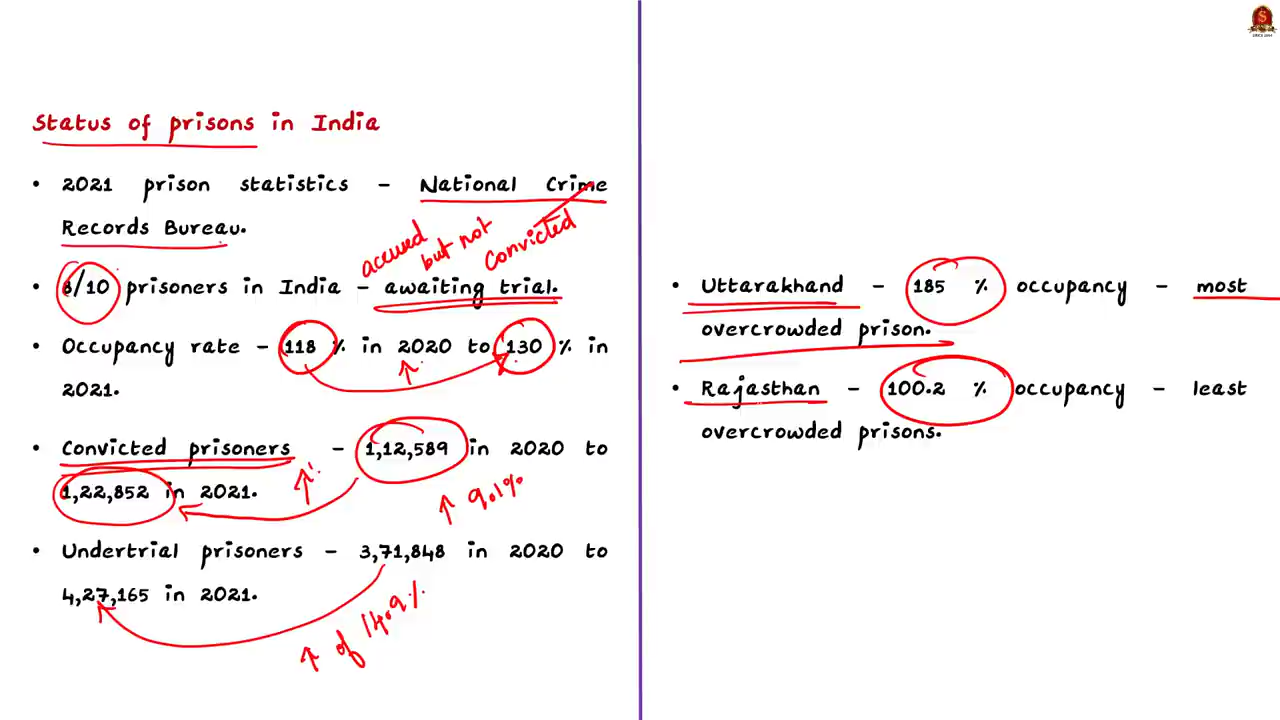 Status of prisons in India
• 2021 prison statistics - National Crime
Records Bureau.
accused but not convicted
• 8/10 prisoners in India - awaiting trial.
• Occupancy rate - 118 % in 2020 to 130 % in
2021.
• Convicted prisoners - 1,12,589 in 2020 to
1,22,852 in 2021.
↑ 9.1%
• Undertrial prisoners - 3,71,848 in 2020 to
4,27,165 in 2021.
↑ of 14.9%
S
SINCE 2004
• Uttarakhand - 185 % occupancy - most
overcrowded prison.
• Rajasthan - 100.2 % occupancy - least
overcrowded prisons.